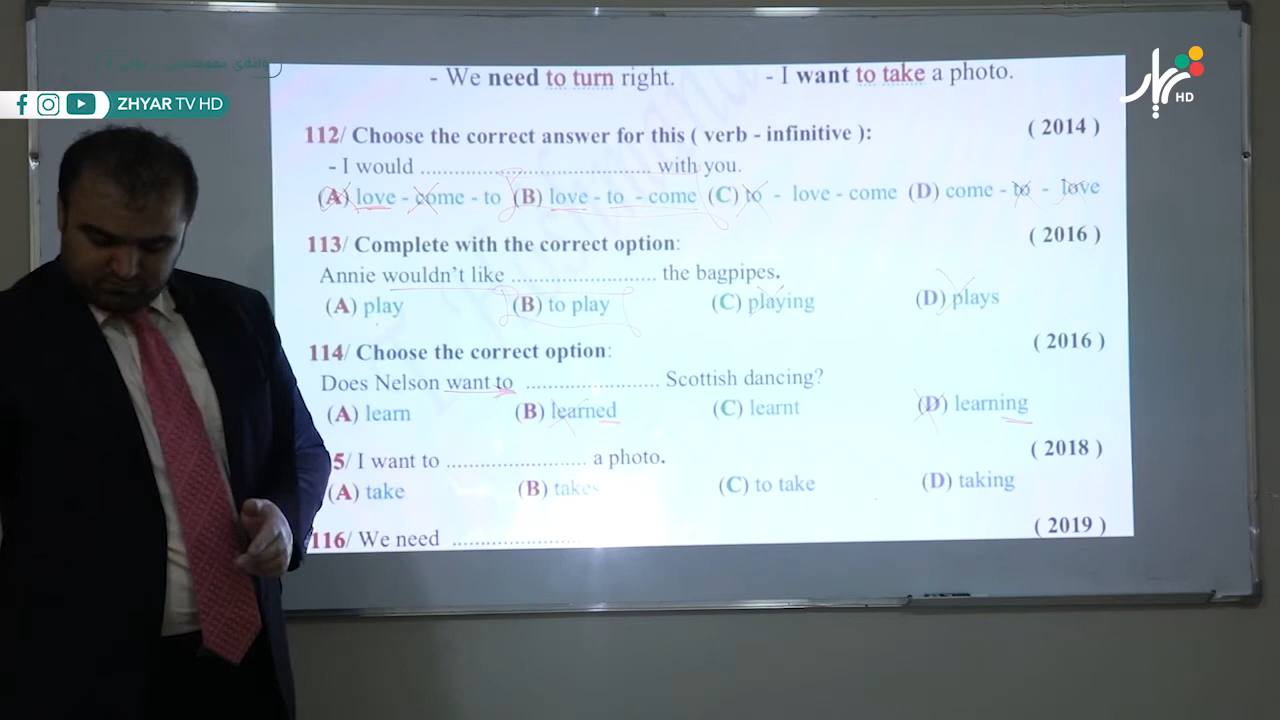 - We need to turn right. - I want to take a photo.
ZHYAR TV HD
ژیار HD
112/ Choose the correct answer for this ( verb - infinitive ): ( 2014 )
- I would ........................................ with you.
(A) love - come - to (B) love - to - come (C) to - love - come (D) come - to - love
113/ Complete with the correct option: ( 2016 )
Annie wouldn't like ......................... the bagpipes.
(A) play (B) to play (C) playing (D) plays
114/ Choose the correct option: ( 2016 )
Does Nelson want to ....................... Scottish dancing?
(A) learn (B) learned (C) learnt (D) learning
5/ I want to ........................ a photo. ( 2018 )
(A) take (B) takes (C) to take (D) taking
116/ We need ...................... ( 2019 )